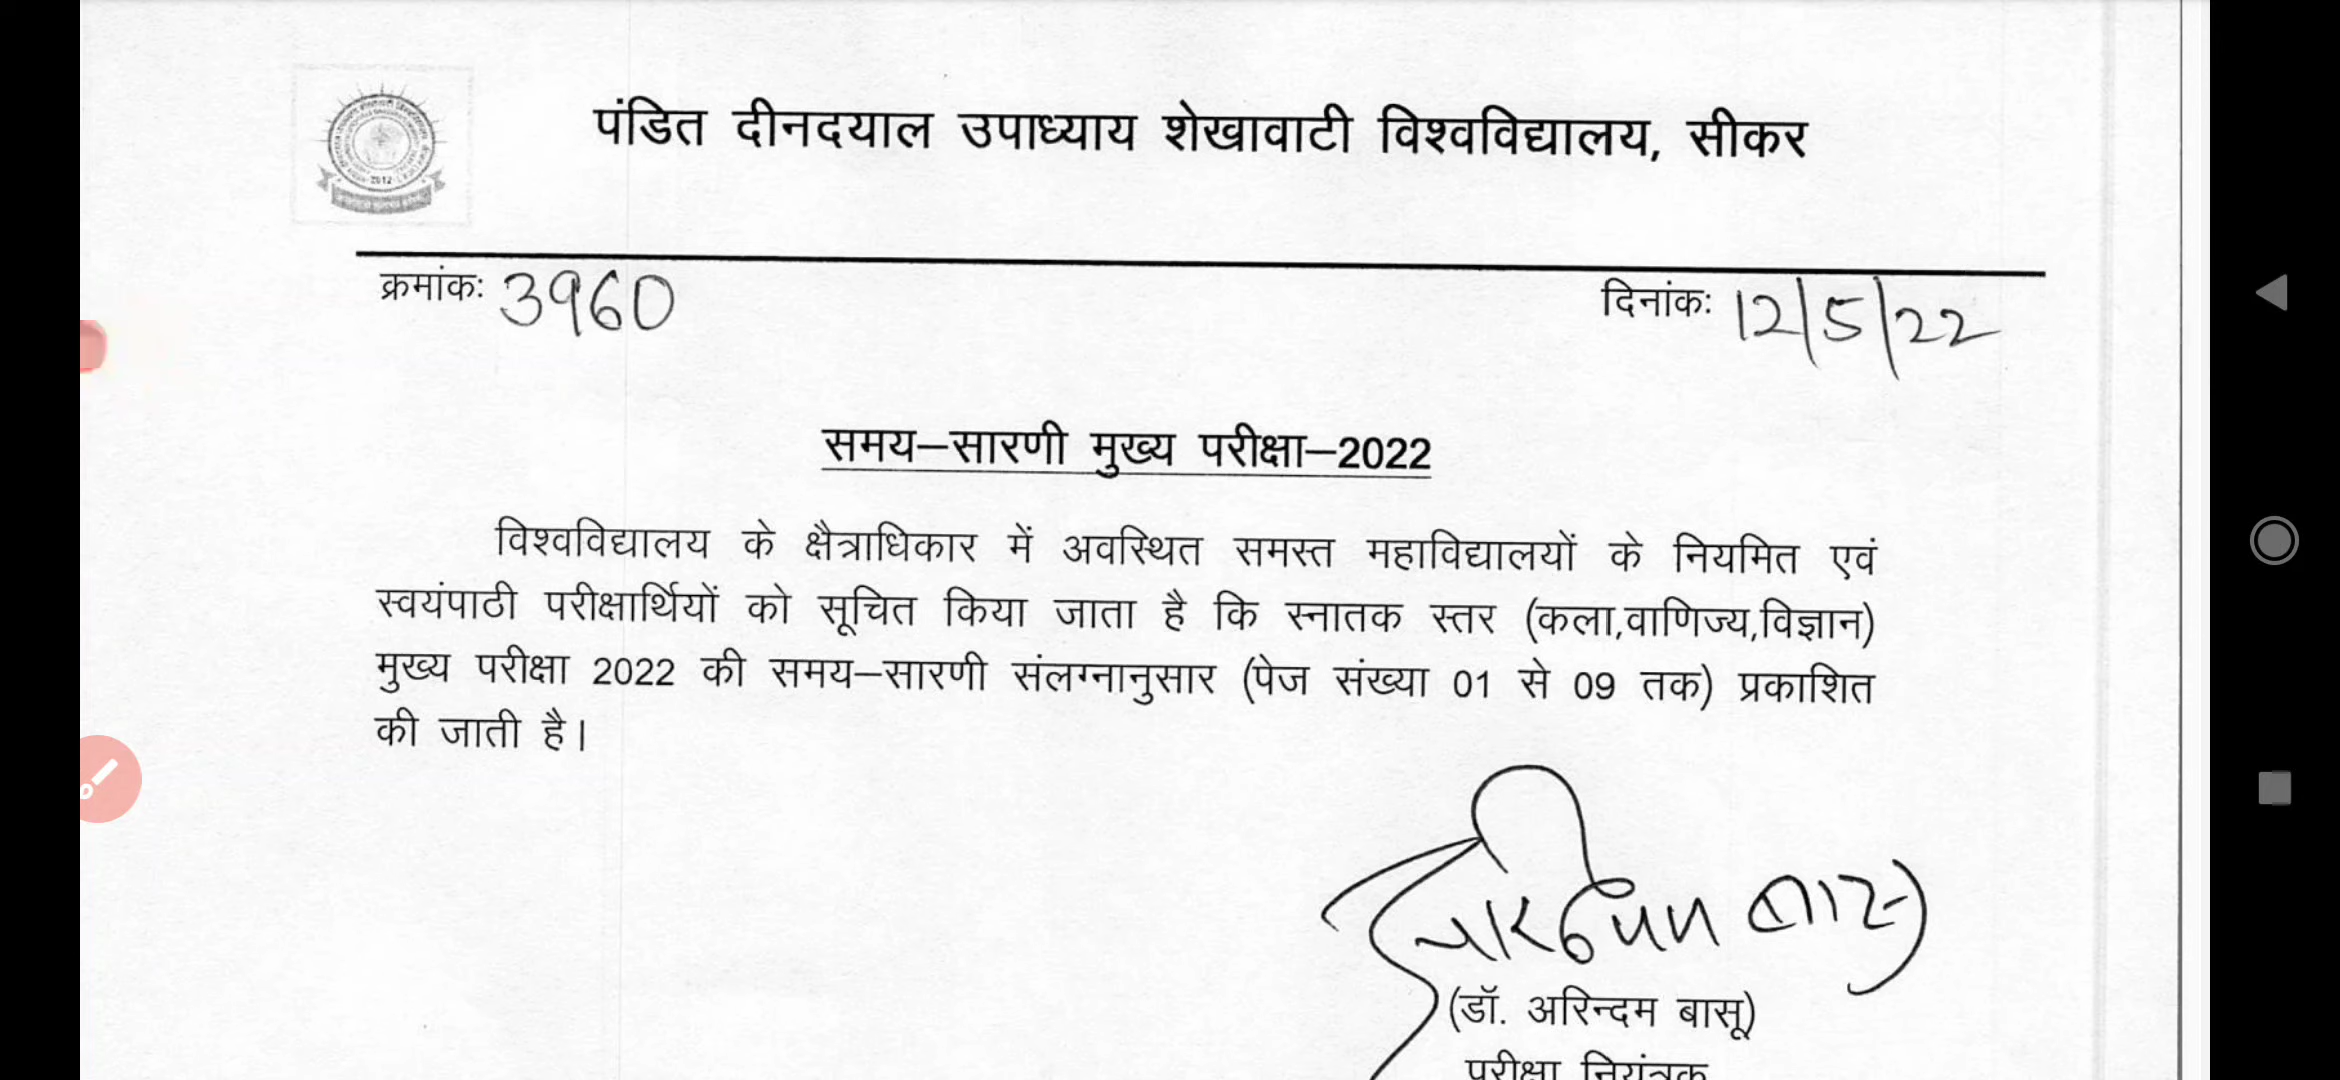 पंडित दीनदयाल उपाध्याय शेखावाटी विश्वविद्यालय, सीकर
क्रमांक: 3960 दिनांक: 12/5/22
समय–सारणी मुख्य परीक्षा–2022
विश्वविद्यालय के क्षैत्राधिकार में अवस्थित समस्त महाविद्यालयों के नियमित एवं
स्वयंपाठी परीक्षार्थियों को सूचित किया जाता है कि स्नातक स्तर (कला,वाणिज्य,विज्ञान)
मुख्य परीक्षा 2022 की समय–सारणी संलग्नानुसार (पेज संख्या 01 से 09 तक) प्रकाशित
की जाती है।
(डॉ. अरिन्दम बासू)
परीक्षा नियंत्रक